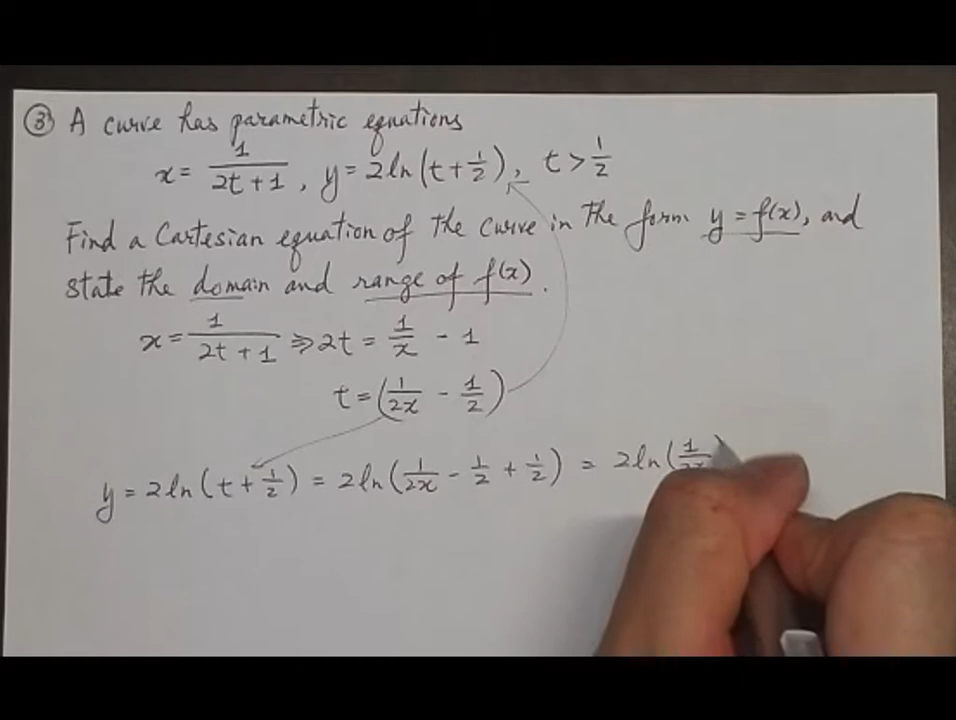 ③ A curve has parametric equations
x = 1/(2t + 1), y = 2ln(t + 1/2), t > 1/2
Find a Cartesian equation of the curve in the form y = f(x), and
state the domain and range of f(x).
x = 1/(2t + 1) ⇒ 2t = 1/x - 1
t = (1/2x - 1/2)
y = 2ln(t + 1/2) = 2ln(1/2x - 1/2 + 1/2) = 2ln(1/2x)